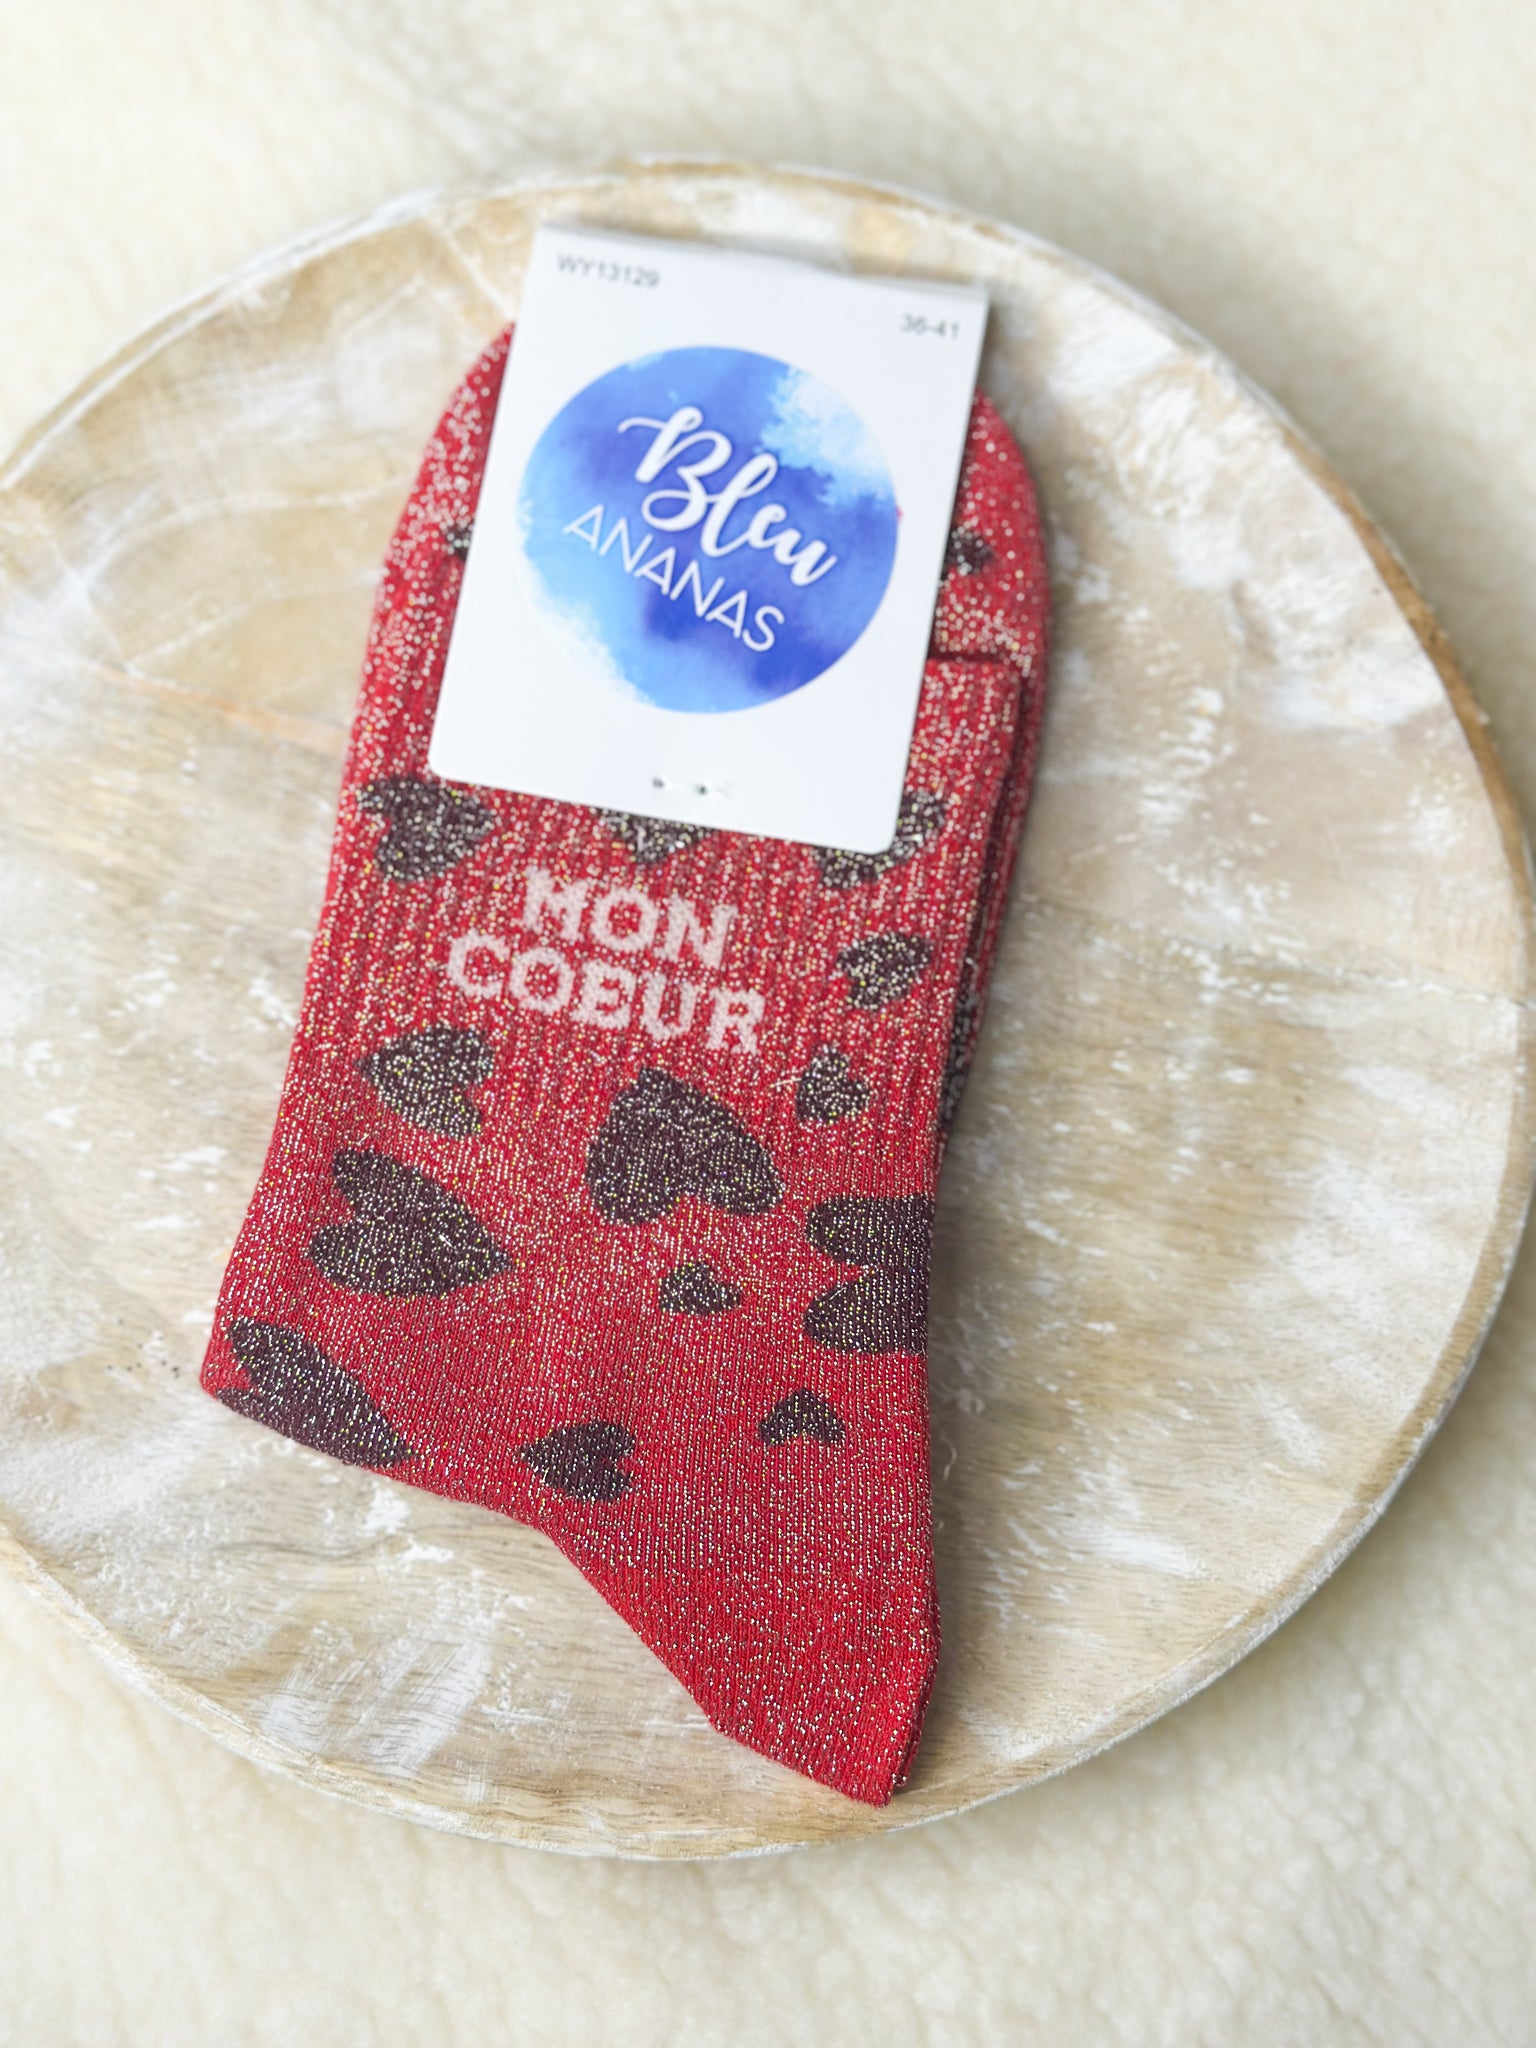 WY13129
36-41
Bleu
ANANAS
MON
COEUR